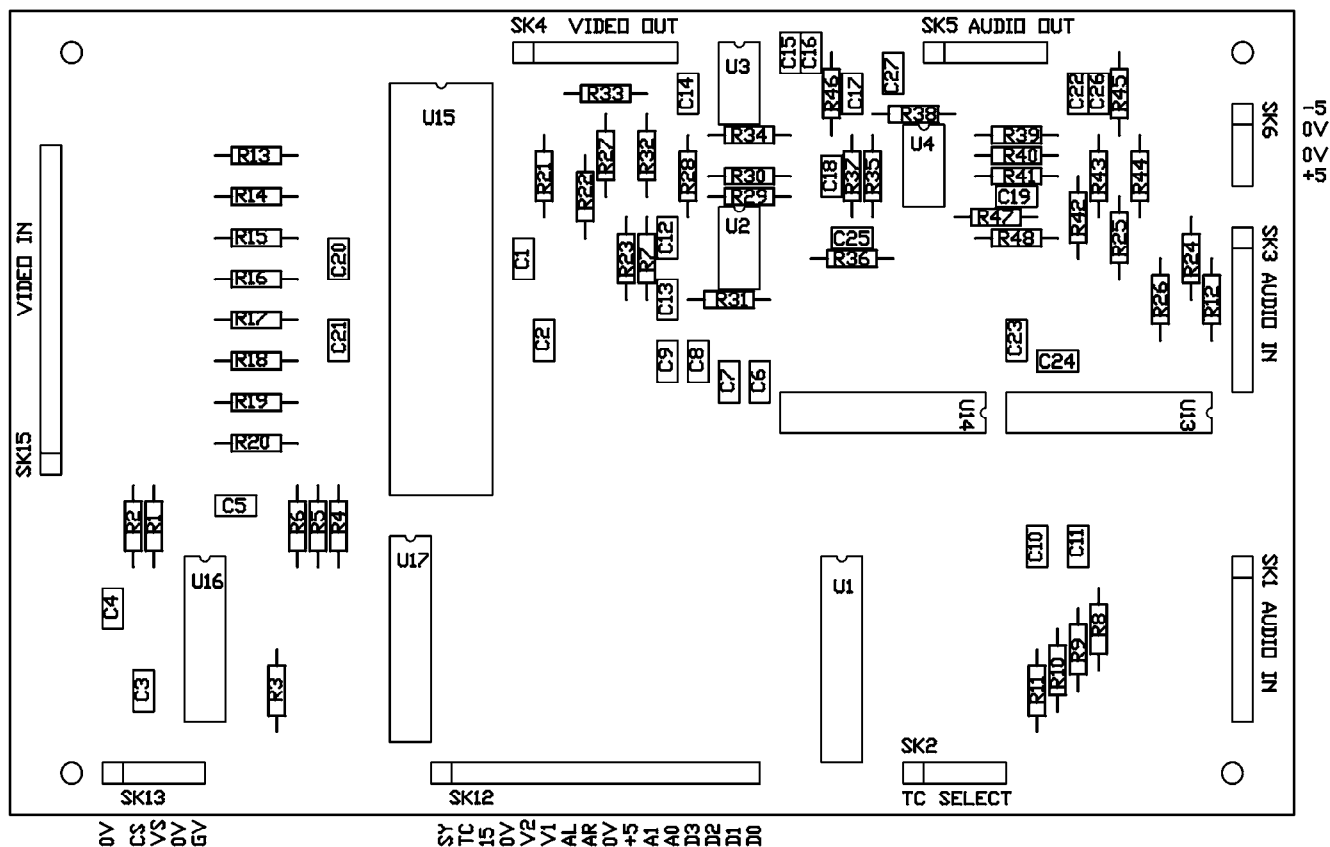 SK4 VIDEO OUT
SK5 AUDIO OUT
C15
C16
U3
C27
R46
C17
C14
R33
U15
R38
C22
C26
R45
SK6
-5
0V
0V
+5
R34
U4
R39
R13
R27
R32
R40
R21
R22
R28
R30
C18
R37
R35
R41
R43
R44
R14
R29
C19
R42
VIDEO IN
R15
C20
C1
R23
R7
C12
U2
C25
R47
R48
R25
R24
SK3 AUDIO IN
R36
R16
C13
R31
R26
R12
R17
C21
C2
C23
R18
C9
C8
C7
C6
C24
R19
U14
U13
R20
SK15
C5
R2
R1
R6
R5
R4
U17
U16
U1
C10
C11
SK1 AUDIO IN
C4
R8
R9
R10
R11
C3
R3
SK2
SK13
SK12
TC SELECT
0V
CS
VS
0V
GV
SY
TC
15
0V
V2
V1
AL
AR
0V
+5
A1
A0
D3
D2
D1
D0